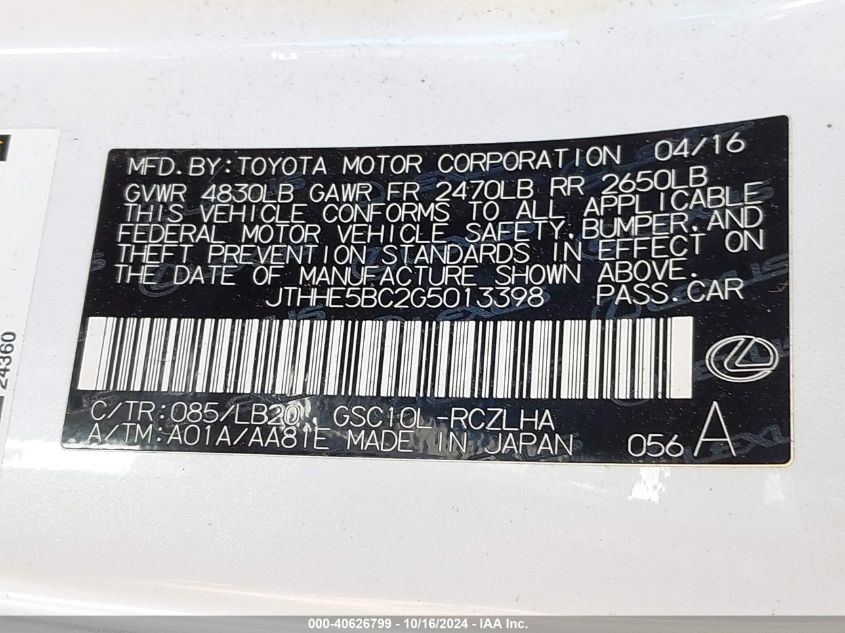 MFD.BY:TOYOTA MOTOR CORPORATION 04/16
GVWR 4830LB GAWR FR 2470LB RR 2650LB
THIS VEHICLE CONFORMS TO ALL APPLICABLE
FEDERAL MOTOR VEHICLE SAFETY,BUMPER,AND
THEFT PREVENTION STANDARDS IN EFFECT ON
THE DATE OF MANUFACTURE SHOWN ABOVE.
JTHHE5BC2G5013398 PASS.CAR
C/TR:085/LB20 GSC10L-RCZLHA
A/TM:A01A/AA81E MADE IN JAPAN 056 A
24360
000-40626799 - 10/16/2024 - IAA Inc.